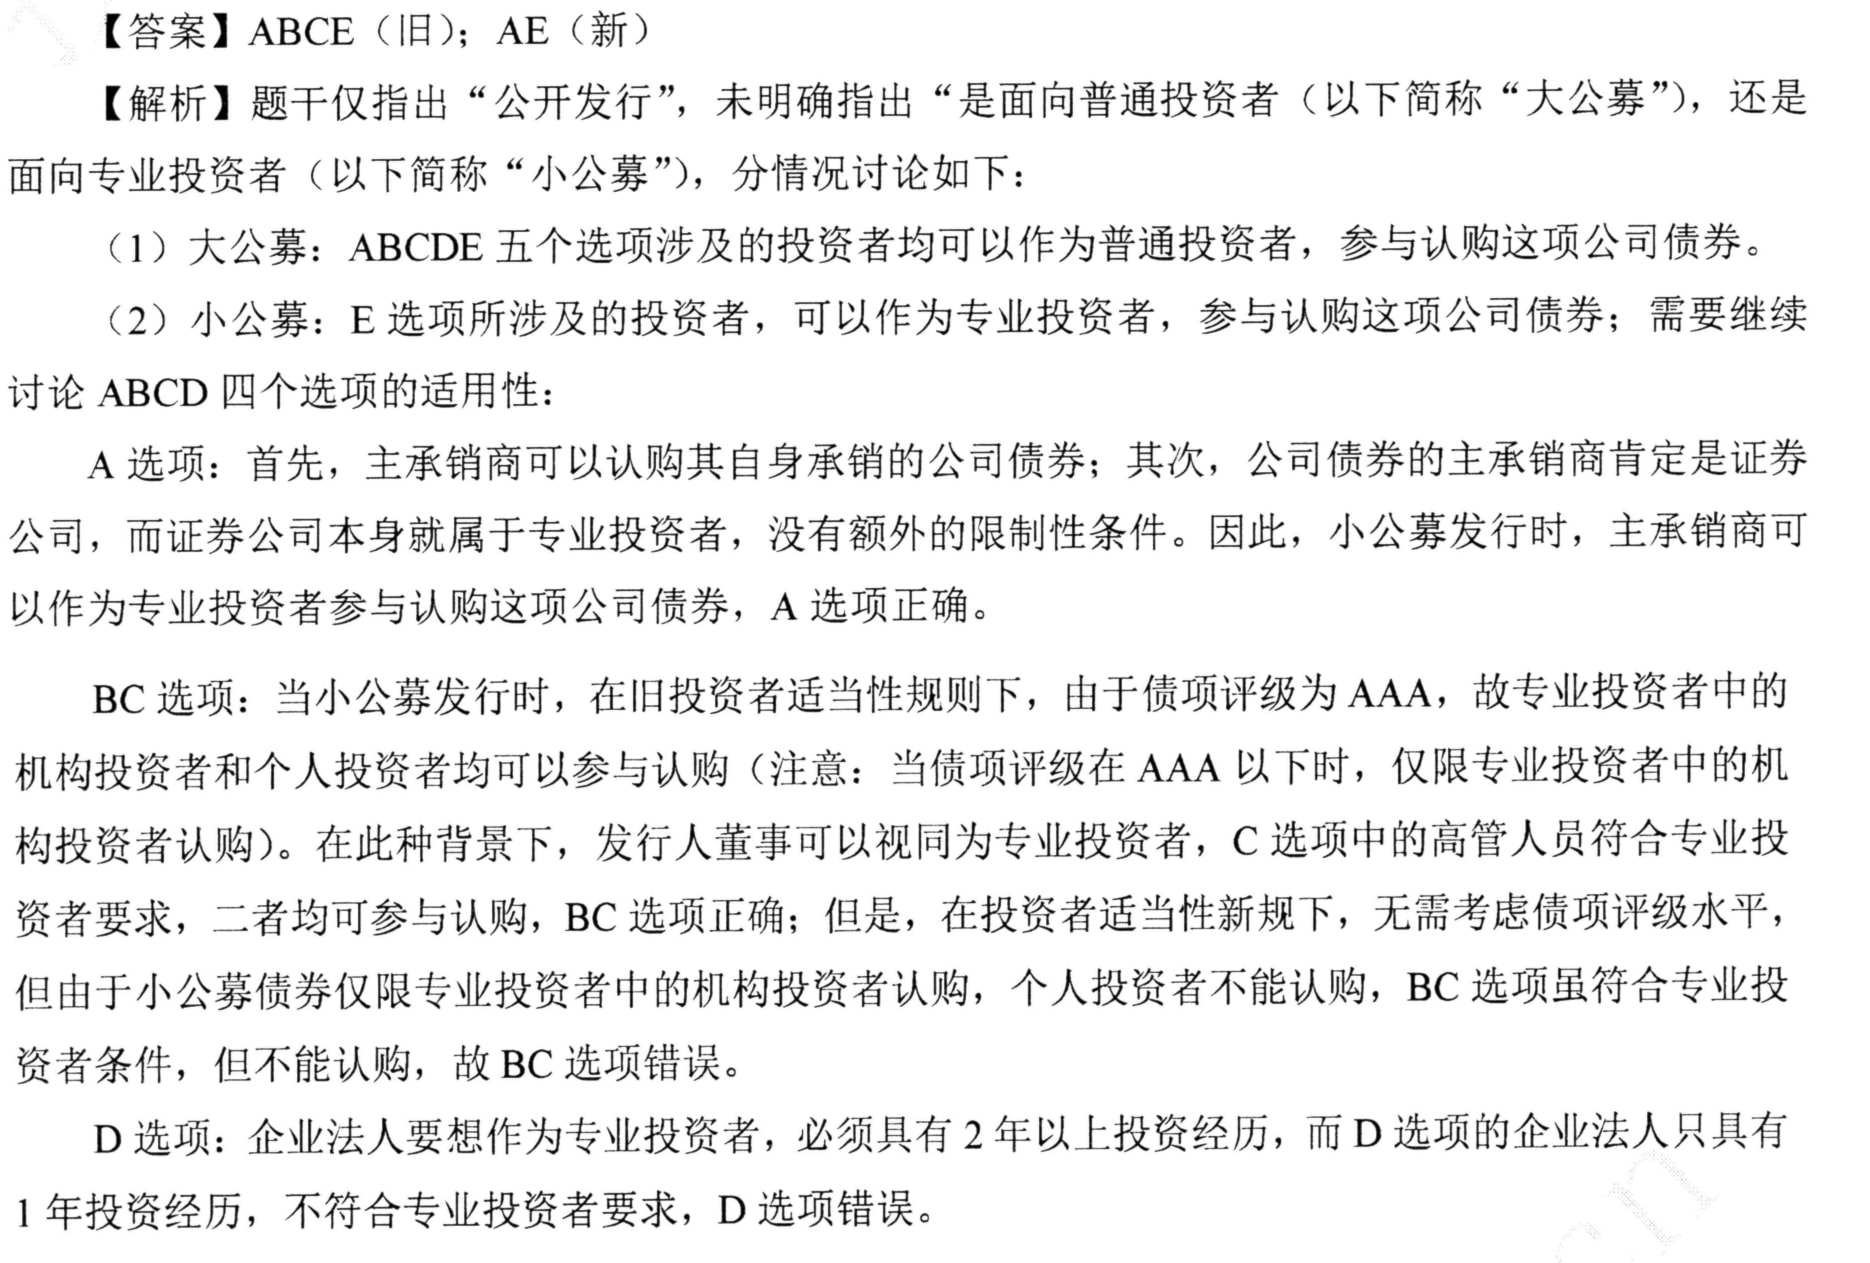 【答案】ABCE（旧）；AE（新）
【解析】题干仅指出“公开发行”，未明确指出“是面向普通投资者（以下简称“大公募”），还是
面向专业投资者（以下简称“小公募”），分情况讨论如下：
（1）大公募：ABCDE 五个选项涉及的投资者均可以作为普通投资者，参与认购这项公司债券。
（2）小公募：E 选项所涉及的投资者，可以作为专业投资者，参与认购这项公司债券；需要继续
讨论 ABCD 四个选项的适用性：
A 选项：首先，主承销商可以认购其自身承销的公司债券；其次，公司债券的主承销商肯定是证券
公司，而证券公司本身就属于专业投资者，没有额外的限制性条件。因此，小公募发行时，主承销商可
以作为专业投资者参与认购这项公司债券，A 选项正确。
BC 选项：当小公募发行时，在旧投资者适当性规则下，由于债项评级为 AAA，故专业投资者中的
机构投资者和个人投资者均可以参与认购（注意：当债项评级在 AAA 以下时，仅限专业投资者中的机
构投资者认购）。在此种背景下，发行人董事可以视同为专业投资者，C 选项中的高管人员符合专业投
资者要求，二者均可参与认购，BC 选项正确；但是，在投资者适当性新规下，无需考虑债项评级水平，
但由于小公募债券仅限专业投资者中的机构投资者认购，个人投资者不能认购，BC 选项虽符合专业投
资者条件，但不能认购，故 BC 选项错误。
D 选项：企业法人要想作为专业投资者，必须具有 2 年以上投资经历，而 D 选项的企业法人只具有
1 年投资经历，不符合专业投资者要求，D 选项错误。